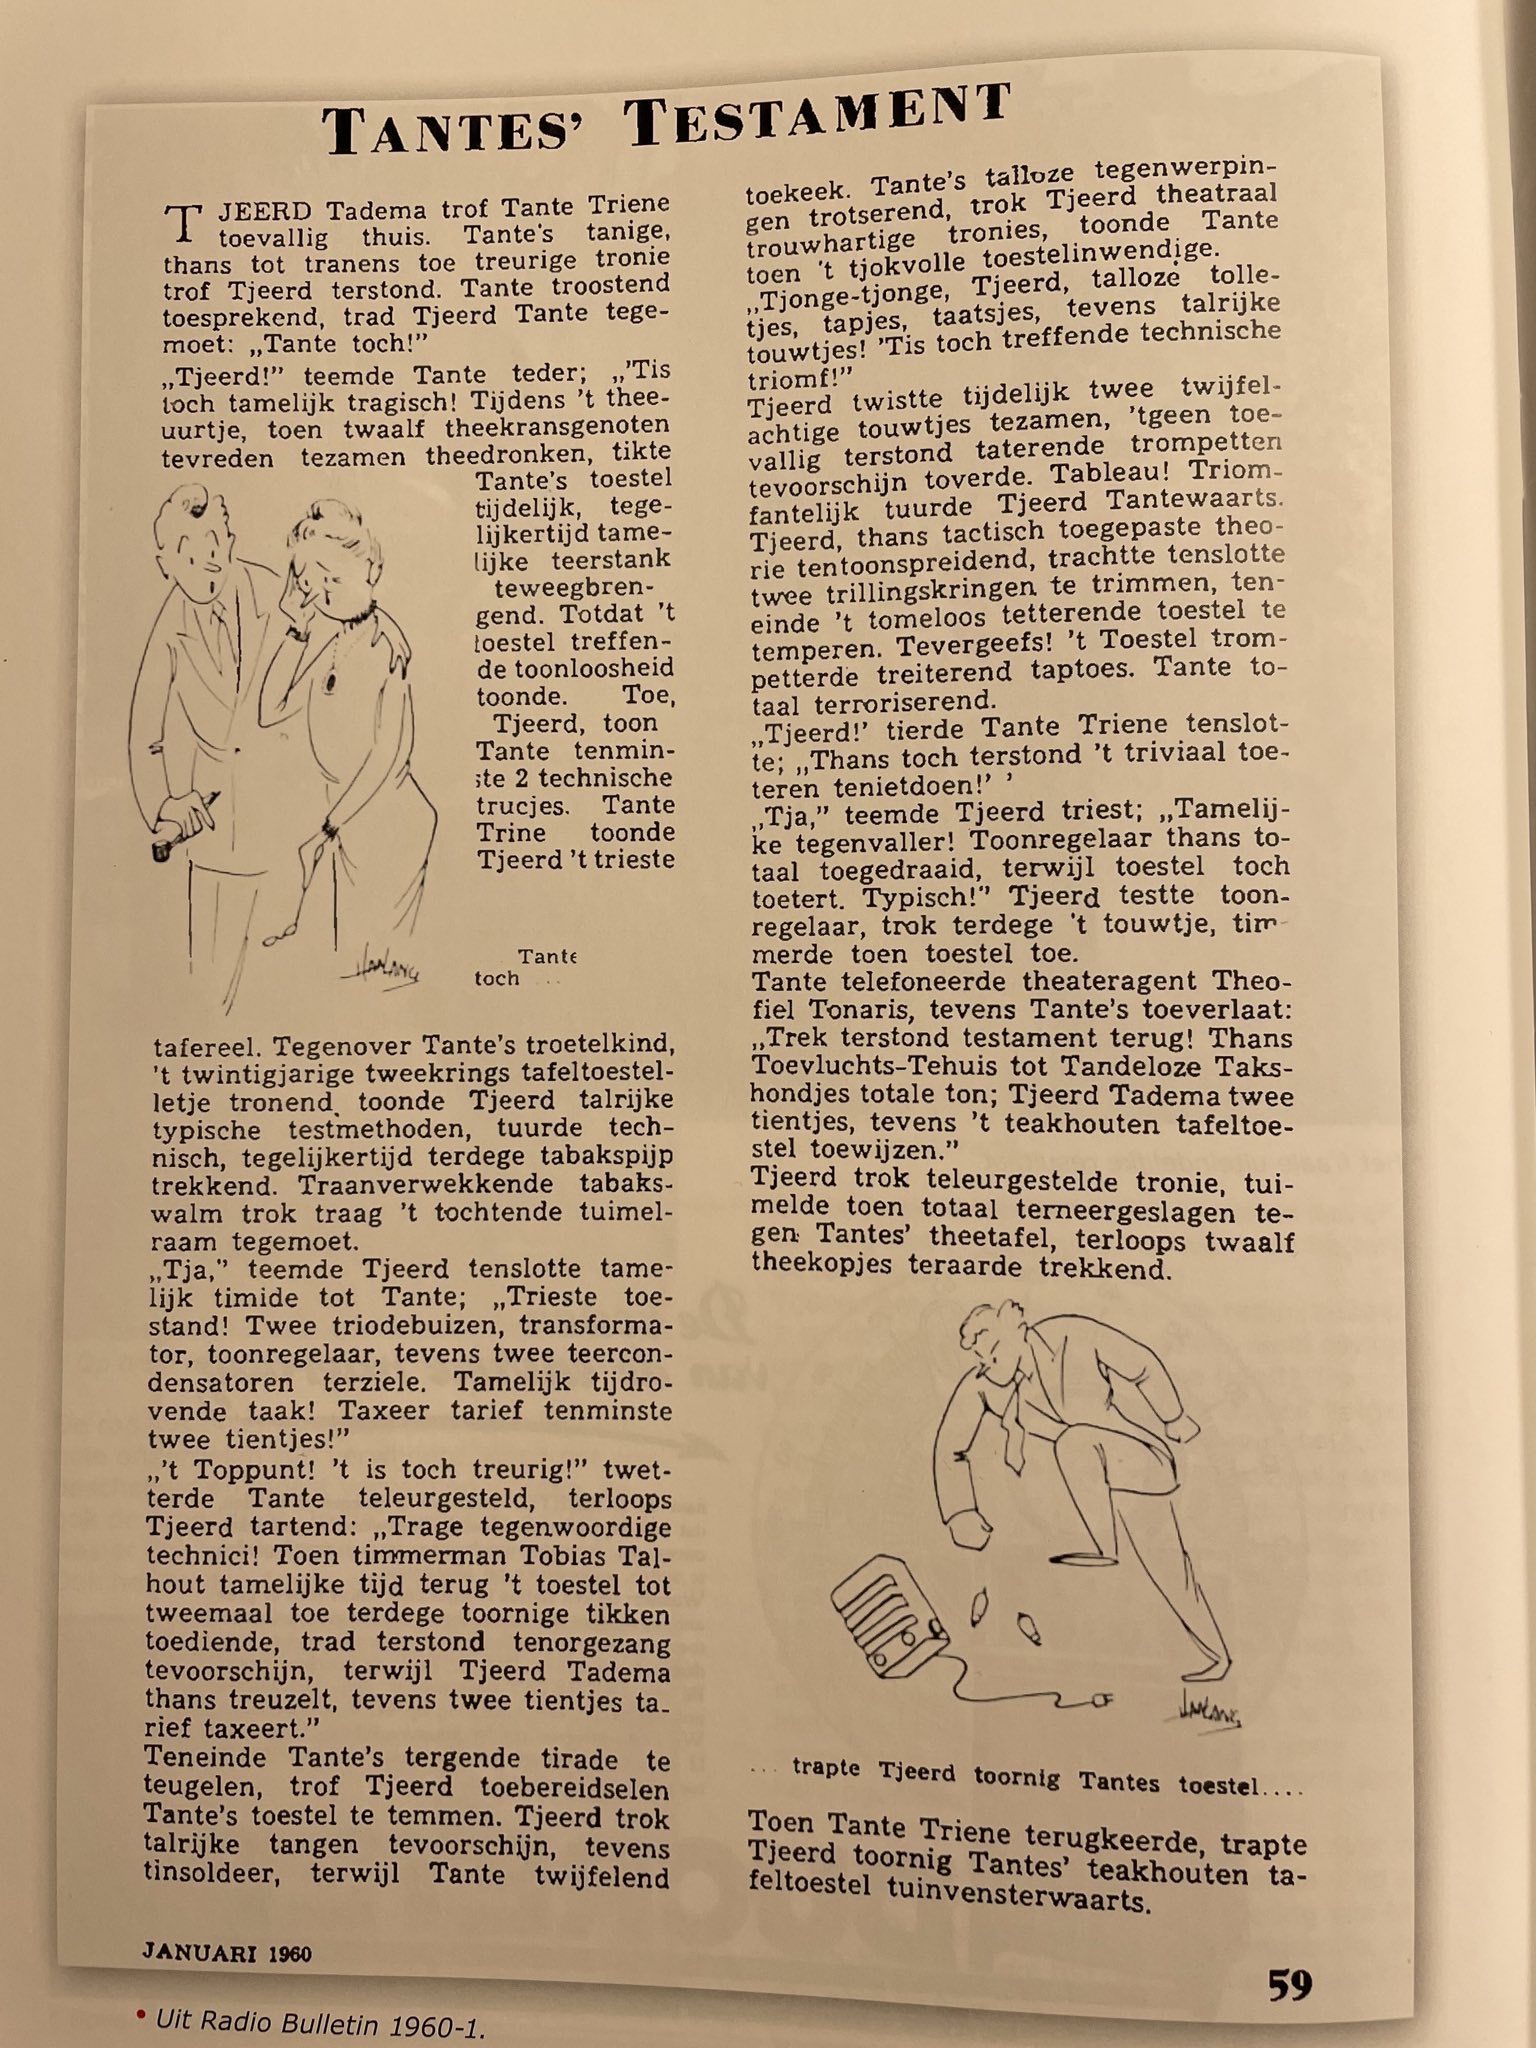 TANTES' TESTAMENT
TJEERD Tadema trof Tante Triene
toevallig thuis. Tante's tanige,
thans tot tranens toe treurige tronie
trof Tjeerd terstond. Tante troostend
toesprekend, trad Tjeerd Tante tege-
moet: „Tante toch!”
„Tjeerd!” teemde Tante teder; „'Tis
toch tamelijk tragisch! Tijdens 't thee-
uurtje, toen twaalf theekransgenoten
tevreden tezamen theedronken, tikte
Tante's toestel
tijdelijk, tege-
lijkertijd tame-
lijke teerstank
teweegbren-
gend. Totdat 't
toestel treffen-
de toonloosheid
toonde. Toe,
Tjeerd, toon
Tante tenmin-
ste 2 technische
trucjes. Tante
Trine toonde
Tjeerd 't trieste
JANLANG
Tante
toch ...
tafereel. Tegenover Tante's troetelkind,
't twintigjarige tweekrings tafeltoestel-
letje tronend, toonde Tjeerd talrijke
typische testmethoden, tuurde tech-
nisch, tegelijkertijd terdege tabakspijp
trekkend. Traanverwekkende tabaks-
walm trok traag 't tochtende tuimel-
raam tegemoet.
„Tja,” teemde Tjeerd tenslotte tame-
lijk timide tot Tante; „Trieste toe-
stand! Twee triodebuizen, transforma-
tor, toonregelaar, tevens twee teercon-
densatoren terziele. Tamelijk tijdro-
vende taak! Taxeer tarief tenminste
twee tientjes!”
„'t Toppunt! 't is toch treurig!” twet-
terde Tante teleurgesteld, terloops
Tjeerd tartend: „Trage tegenwoordige
technici! Toen timmerman Tobias Tal-
hout tamelijke tijd terug 't toestel tot
tweemaal toe terdege toornige tikken
toediende, trad terstond tenorgezang
tevoorschijn, terwijl Tjeerd Tadema
thans treuzelt, tevens twee tientjes ta-
rief taxeert.”
Teneinde Tante's tergende tirade te
teugelen, trof Tjeerd toebereidselen
Tante's toestel te temmen. Tjeerd trok
talrijke tangen tevoorschijn, tevens
tinsoldeer, terwijl Tante twijfelend
toekeek. Tante's talloze tegenwerpin-
gen trotserend, trok Tjeerd theatraal
trouwhartige tronies, toonde Tante
toen 't tjokvolle toestelinwendige.
„Tjonge-tjonge, Tjeerd, talloze tolle-
tjes, tapjes, taatsjes, tevens talrijke
touwtjes! 'Tis toch treffende technische
triomf!”
Tjeerd twistte tijdelijk twee twijfel-
achtige touwtjes tezamen, 'tgeen toe-
vallig terstond taterende trompetten
tevoorschijn toverde. Tableau! Triom-
fantelijk tuurde Tjeerd Tantewaarts.
Tjeerd, thans tactisch toegepaste theo-
rie tentoonspreidend, trachtte tenslotte
twee trillingskringen te trimmen, ten-
einde 't tomeloos tetterende toestel te
temperen. Tevergeefs! 't Toestel trom-
petterde treiterend taptoes. Tante to-
taal terroriserend.
„Tjeerd!’ tierde Tante Triene tenslot-
te; „Thans toch terstond 't triviaal toe-
teren tenietdoen!’ ’
„Tja,” teemde Tjeerd triest; „Tamelij-
ke tegenvaller! Toonregelaar thans to-
taal toegedraaid, terwijl toestel toch
toetert. Typisch!” Tjeerd testte toon-
regelaar, trok terdege 't touwtje, tim-
merde toen toestel toe.
Tante telefoneerde theateragent Theo-
fiel Tonaris, tevens Tante's toeverlaat:
„Trek terstond testament terug! Thans
Toevluchts-Tehuis tot Tandeloze Taks-
hondjes totale ton; Tjeerd Tadema twee
tientjes, tevens 't teakhouten tafeltoe-
stel toewijzen.”
Tjeerd trok teleurgestelde tronie, tui-
melde toen totaal terneergeslagen te-
gen Tantes' theetafel, terloops twaalf
theekopjes teraarde trekkend.
JANLANG
... trapte Tjeerd toornig Tantes toestel....
Toen Tante Triene terugkeerde, trapte
Tjeerd toornig Tantes' teakhouten ta-
feltoestel tuinvensterwaarts.
JANUARI 1960
59
• Uit Radio Bulletin 1960-1.